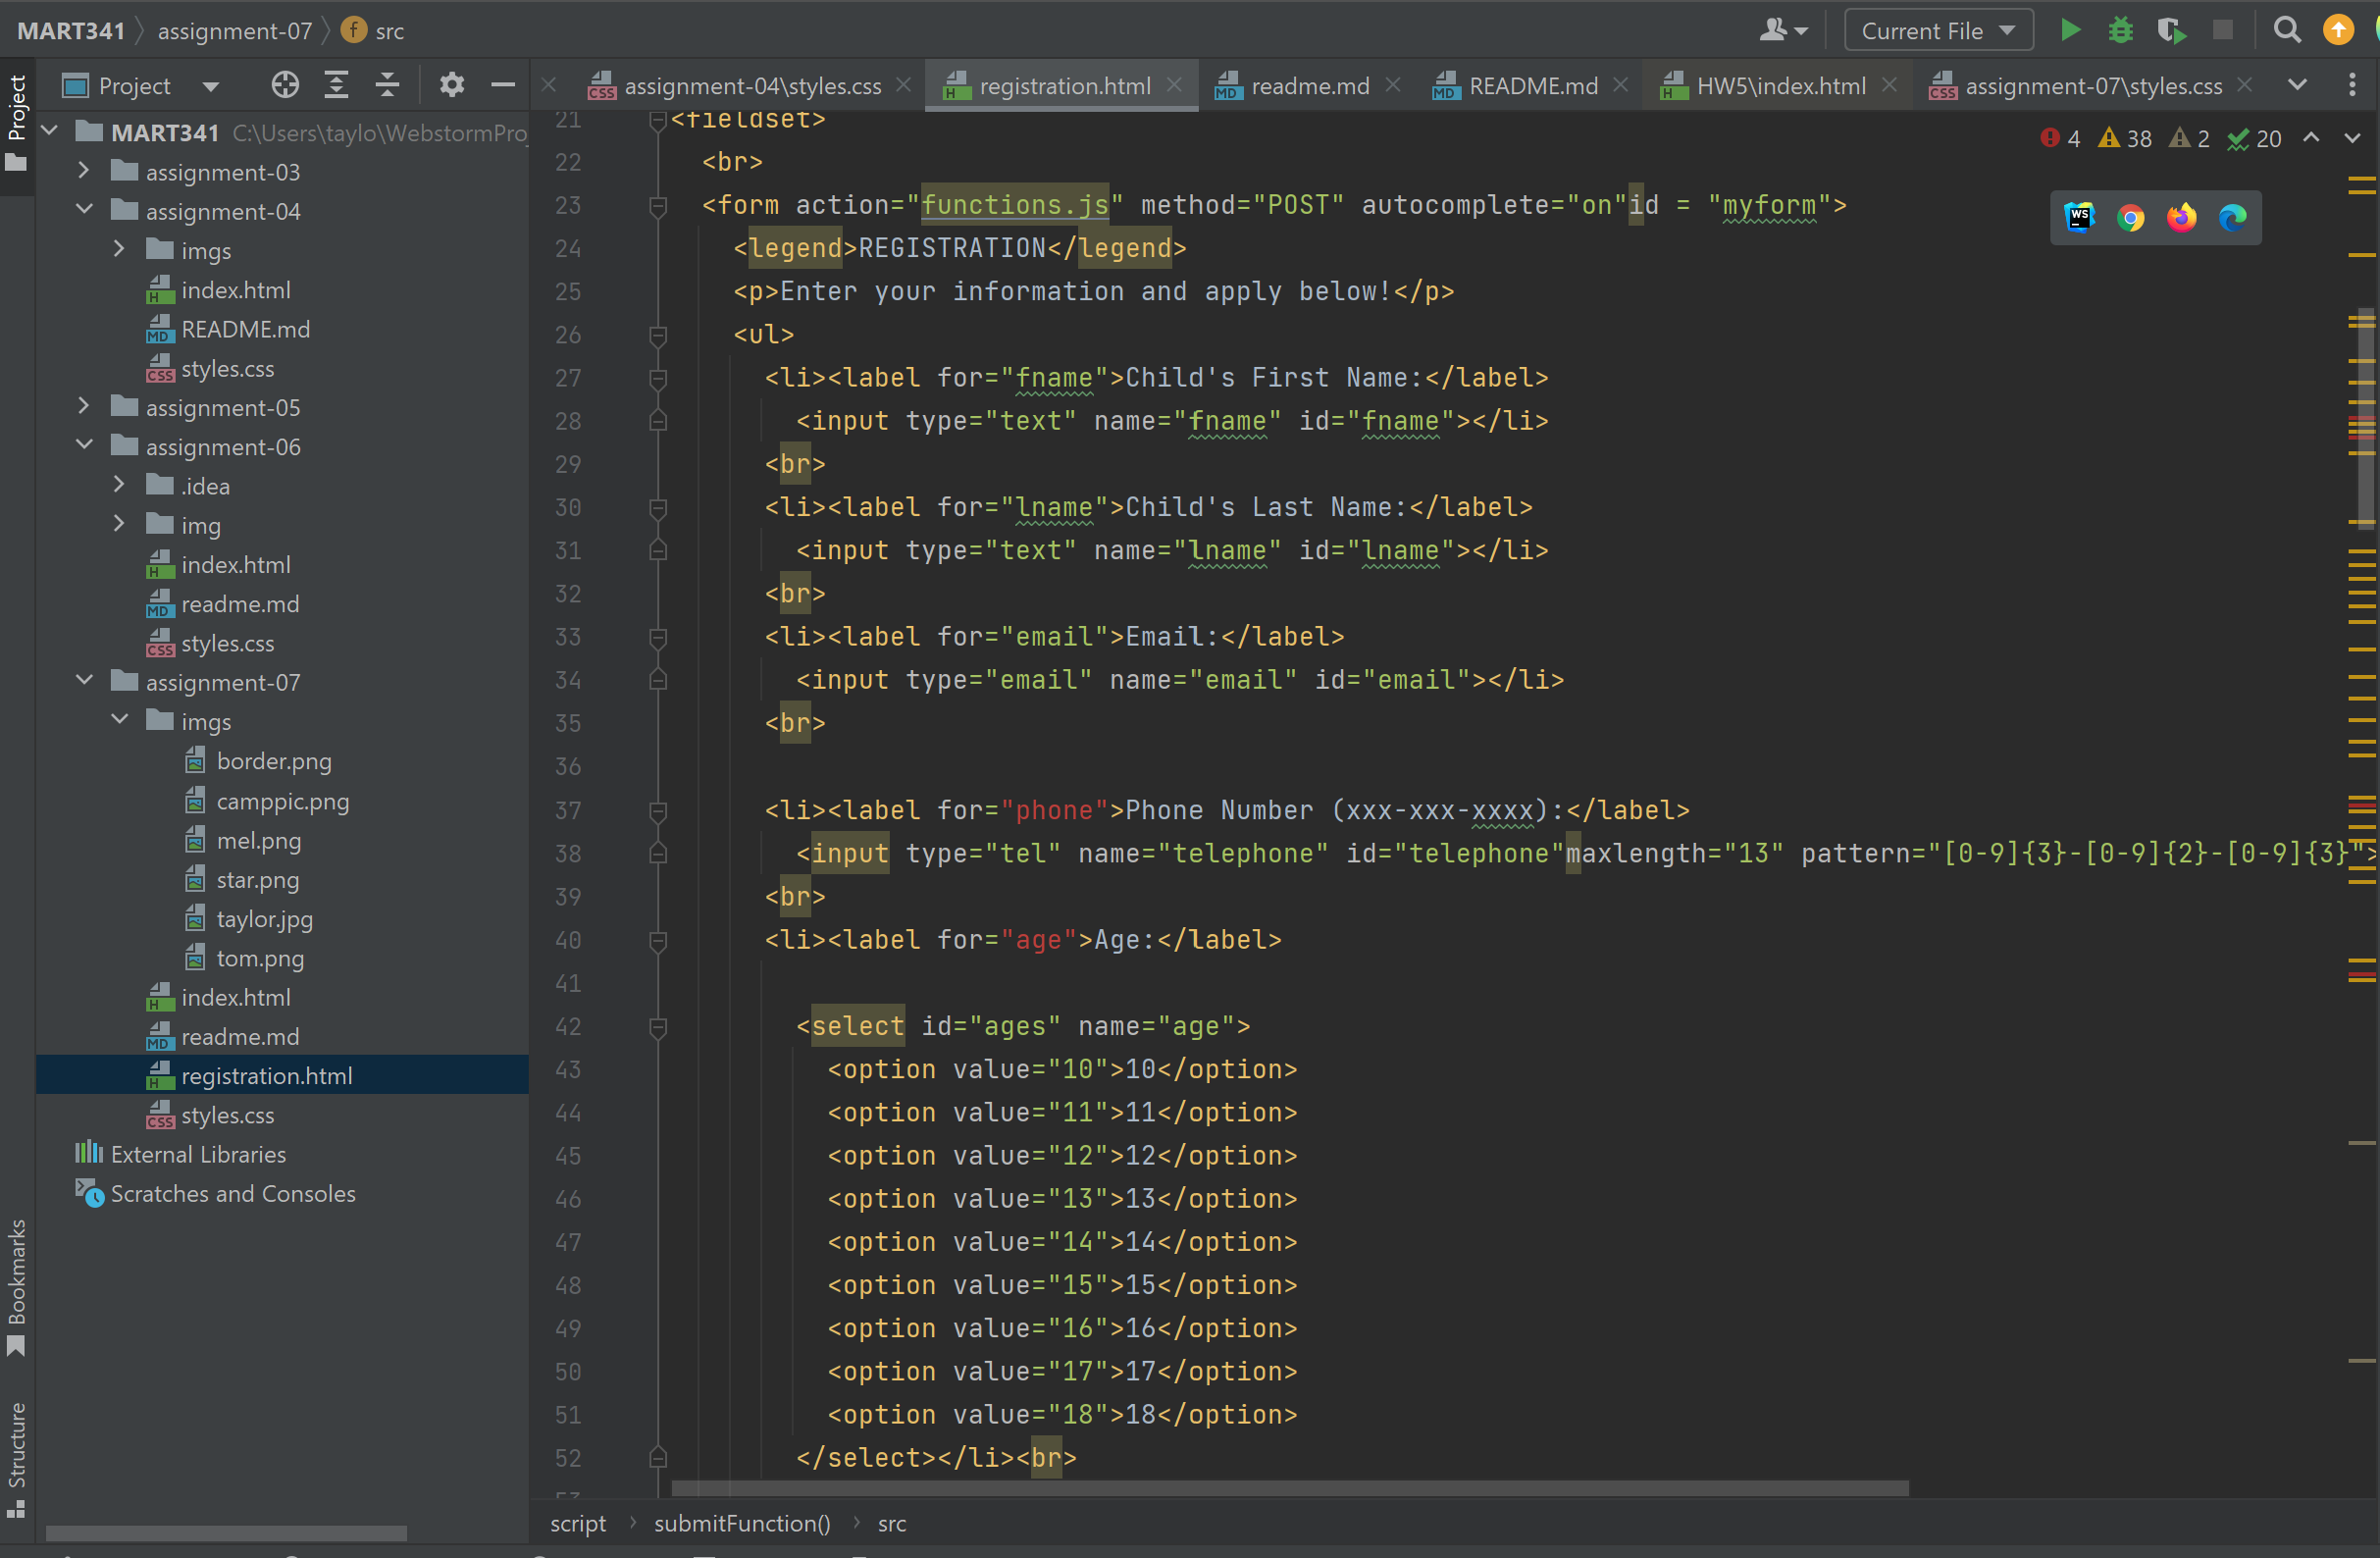 MART341 assignment-07 src
Current File
Project
assignment-04\styles.css
registration.html
readme.md
README.md
HW5\index.html
assignment-07\styles.css
Project
Bookmarks
Structure
MART341 C:\Users\taylo\WebstormPro
assignment-03
assignment-04
imgs
index.html
README.md
styles.css
assignment-05
assignment-06
.idea
img
index.html
readme.md
styles.css
assignment-07
imgs
border.png
camppic.png
mel.png
star.png
taylor.jpg
tom.png
index.html
readme.md
registration.html
styles.css
External Libraries
Scratches and Consoles
4 38 2 20
21 <fieldset>
22 <br>
23 <form action="functions.js" method="POST" autocomplete="on"id = "myform">
24 <legend>REGISTRATION</legend>
25 <p>Enter your information and apply below!</p>
26 <ul>
27 <li><label for="fname">Child's First Name:</label>
28 <input type="text" name="fname" id="fname"></li>
29 <br>
30 <li><label for="lname">Child's Last Name:</label>
31 <input type="text" name="lname" id="lname"></li>
32 <br>
33 <li><label for="email">Email:</label>
34 <input type="email" name="email" id="email"></li>
35 <br>
36
37 <li><label for="phone">Phone Number (xxx-xxx-xxxx):</label>
38 <input type="tel" name="telephone" id="telephone"maxlength="13" pattern="[0-9]{3}-[0-9]{2}-[0-9]{3}">
39 <br>
40 <li><label for="age">Age:</label>
41
42 <select id="ages" name="age">
43 <option value="10">10</option>
44 <option value="11">11</option>
45 <option value="12">12</option>
46 <option value="13">13</option>
47 <option value="14">14</option>
48 <option value="15">15</option>
49 <option value="16">16</option>
50 <option value="17">17</option>
51 <option value="18">18</option>
52 </select></li><br>
script submitFunction() src